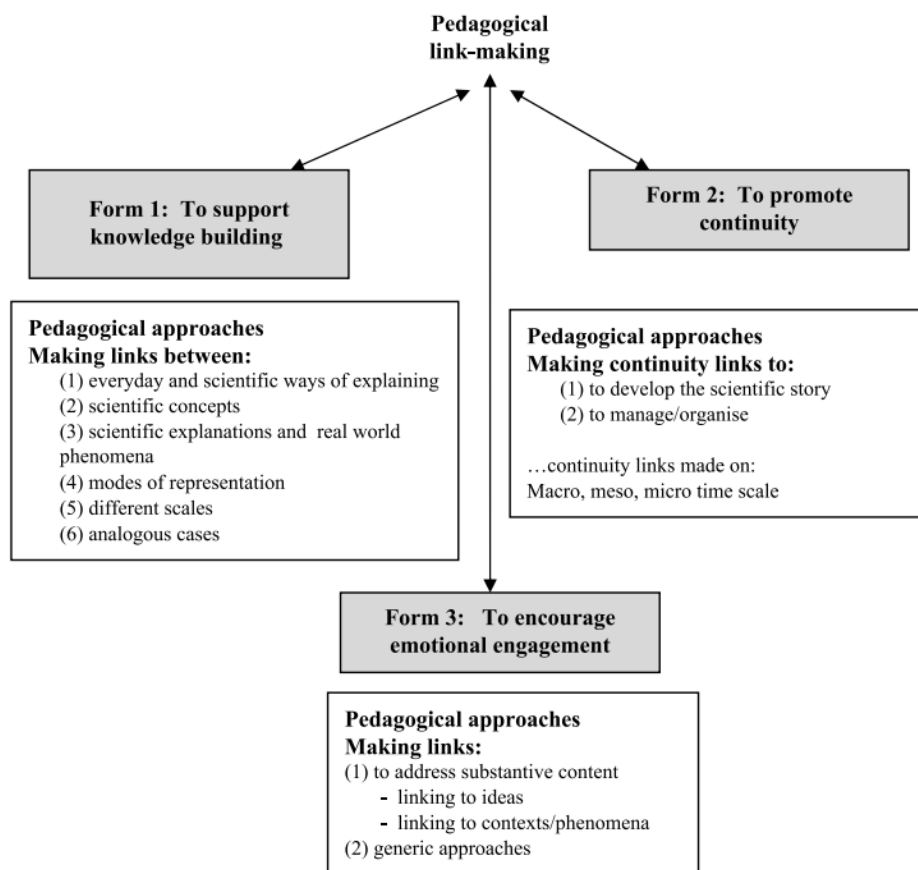 Pedagogical
link-making
Form 1: To support
knowledge building
Form 2: To promote
continuity
Pedagogical approaches
Making links between:
(1) everyday and scientific ways of explaining
(2) scientific concepts
(3) scientific explanations and real world
phenomena
(4) modes of representation
(5) different scales
(6) analogous cases
Pedagogical approaches
Making continuity links to:
(1) to develop the scientific story
(2) to manage/organise
…continuity links made on:
Macro, meso, micro time scale
Form 3: To encourage
emotional engagement
Pedagogical approaches
Making links:
(1) to address substantive content
- linking to ideas
- linking to contexts/phenomena
(2) generic approaches